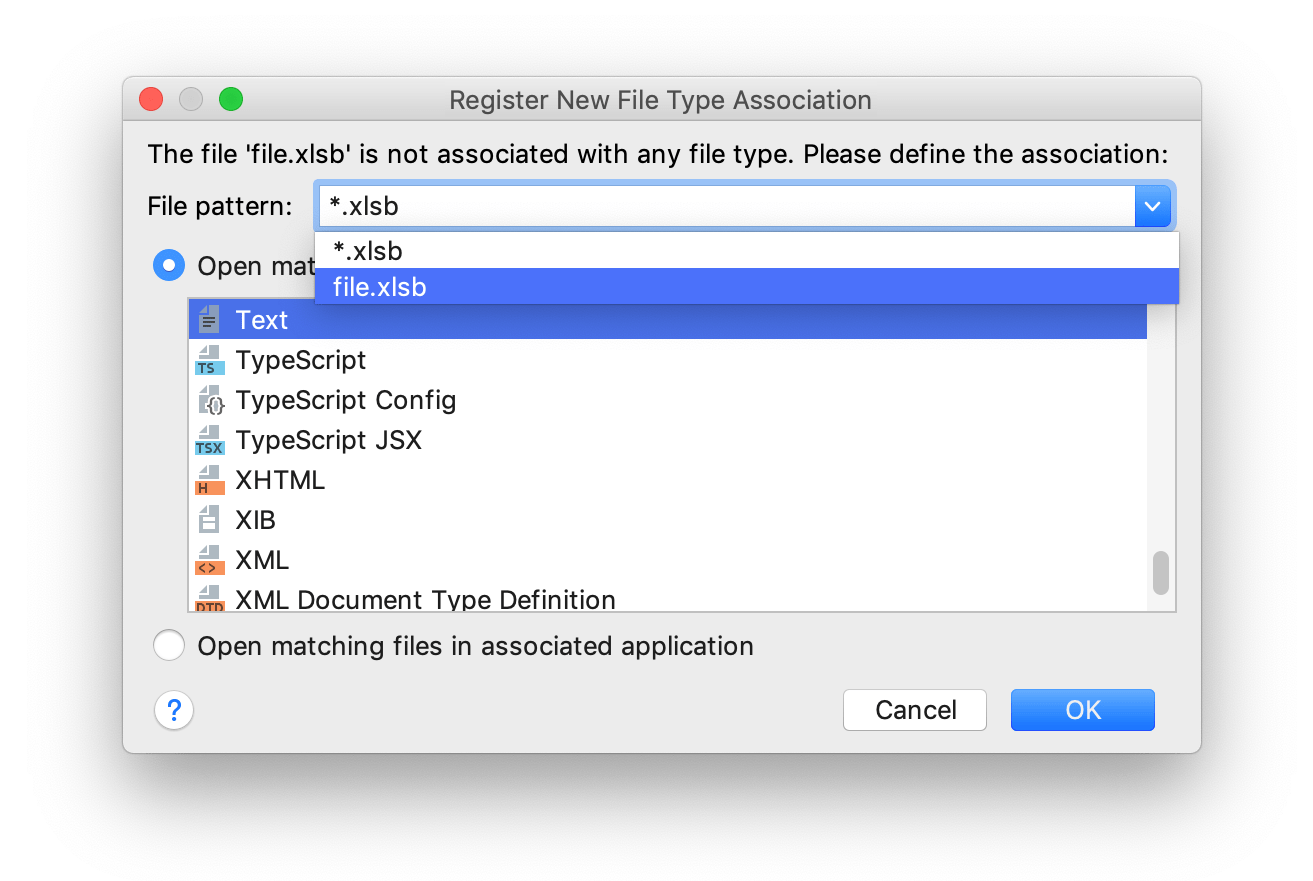 Register New File Type Association
The file 'file.xlsb' is not associated with any file type. Please define the association:
File pattern: *.xlsb
*.xlsb
file.xlsb
Open mat
Text
TS TypeScript
{} TypeScript Config
TSX TypeScript JSX
H XHTML
XIB
<> XML
DTD XML Document Type Definition
Open matching files in associated application
? Cancel OK